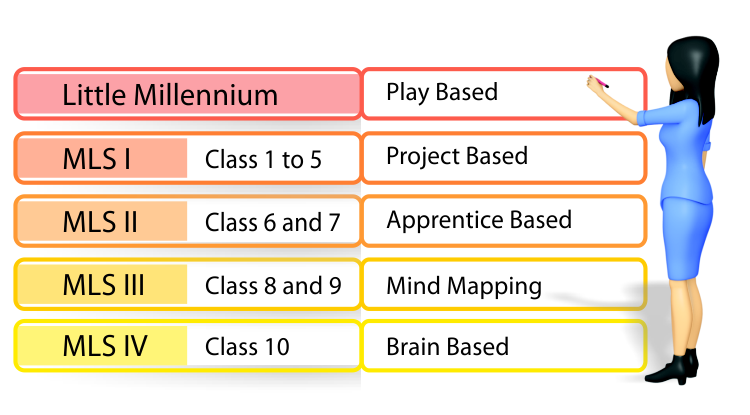 Little Millennium Play Based
MLS I Class 1 to 5 Project Based
MLS II Class 6 and 7 Apprentice Based
MLS III Class 8 and 9 Mind Mapping
MLS IV Class 10 Brain Based